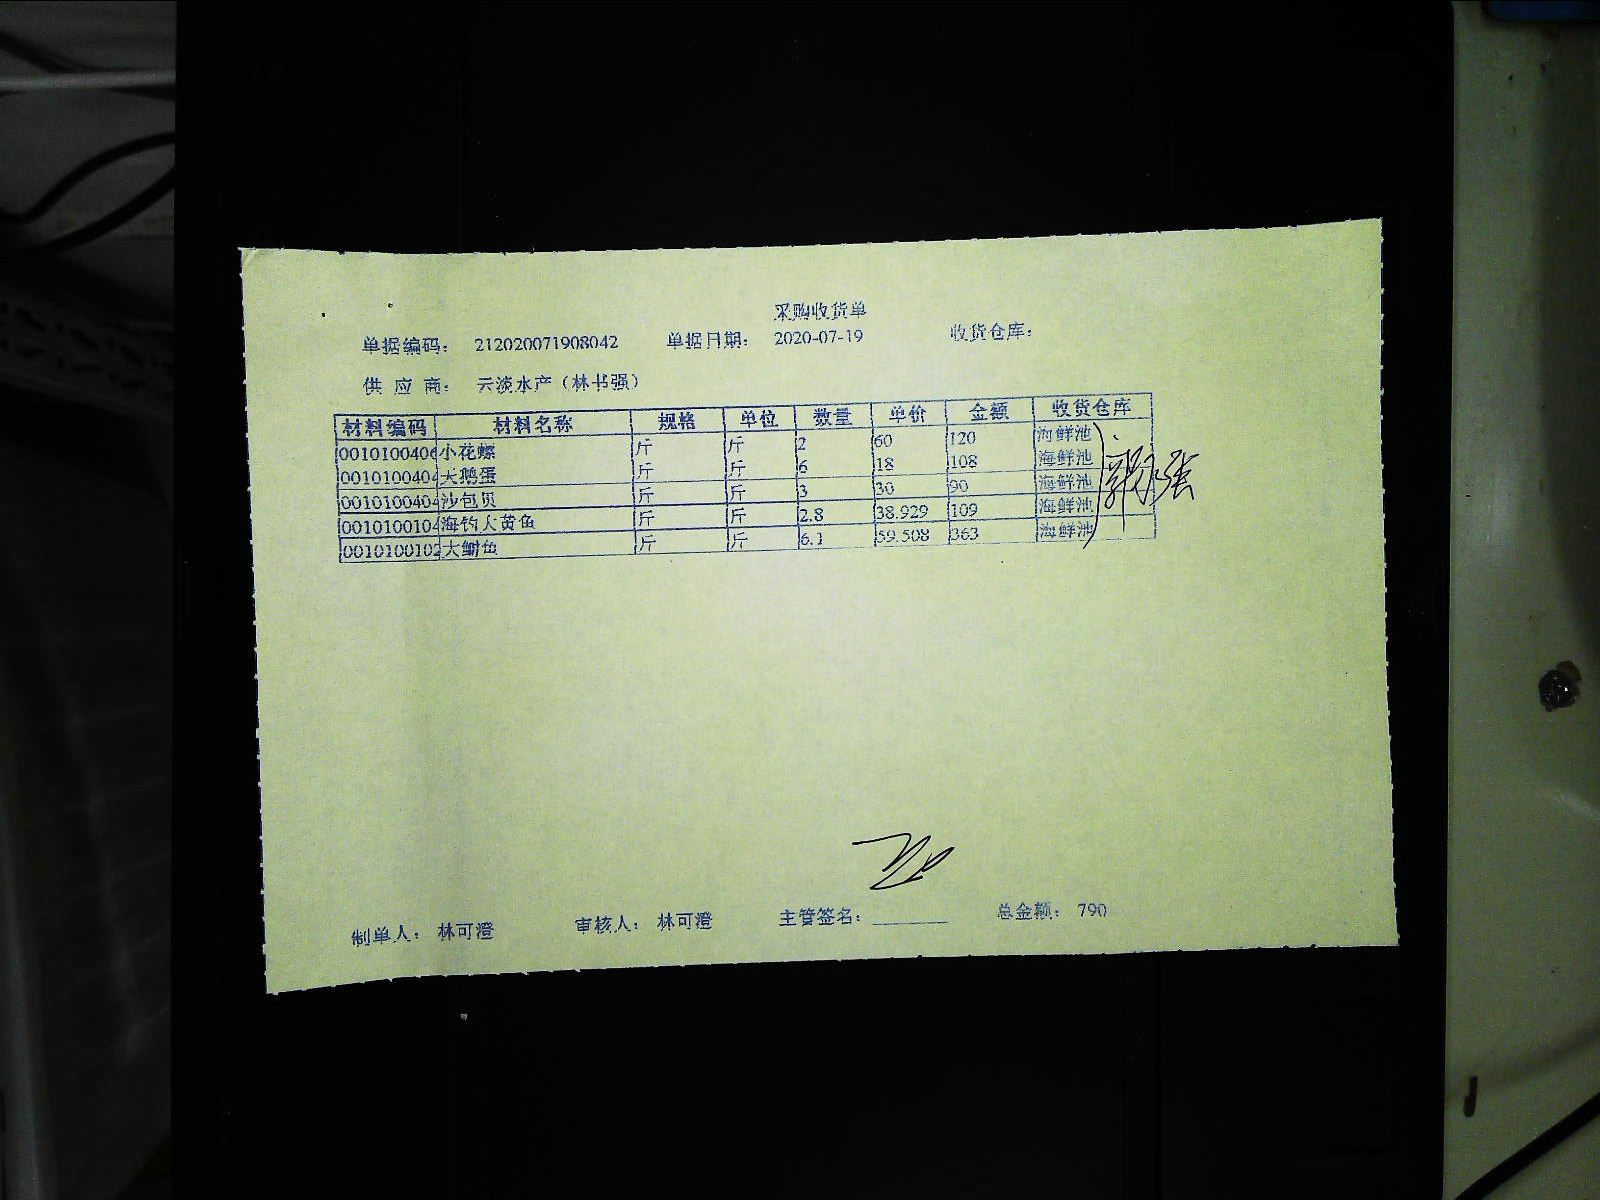 采购收货单
单据编码： 212020071908042 单据日期： 2020-07-19 收货仓库：
供 应 商： 云淡水产（林书强）
材料编码 材料名称 规格 单位 数量 单价 金额 收货仓库
0010100406 小花螺 斤 斤 2 60 120 海鲜池
0010100404 天鹅蛋 斤 斤 6 18 108 海鲜池
0010100404 沙包贝 斤 斤 3 30 90 海鲜池
0010100104 海钓大黄鱼 斤 斤 2.8 38.929 109 海鲜池
0010100102 大鲥鱼 斤 斤 6.1 59.508 363 海鲜池
制单人： 林可澄 审核人： 林可澄 主管签名： 总金额： 790